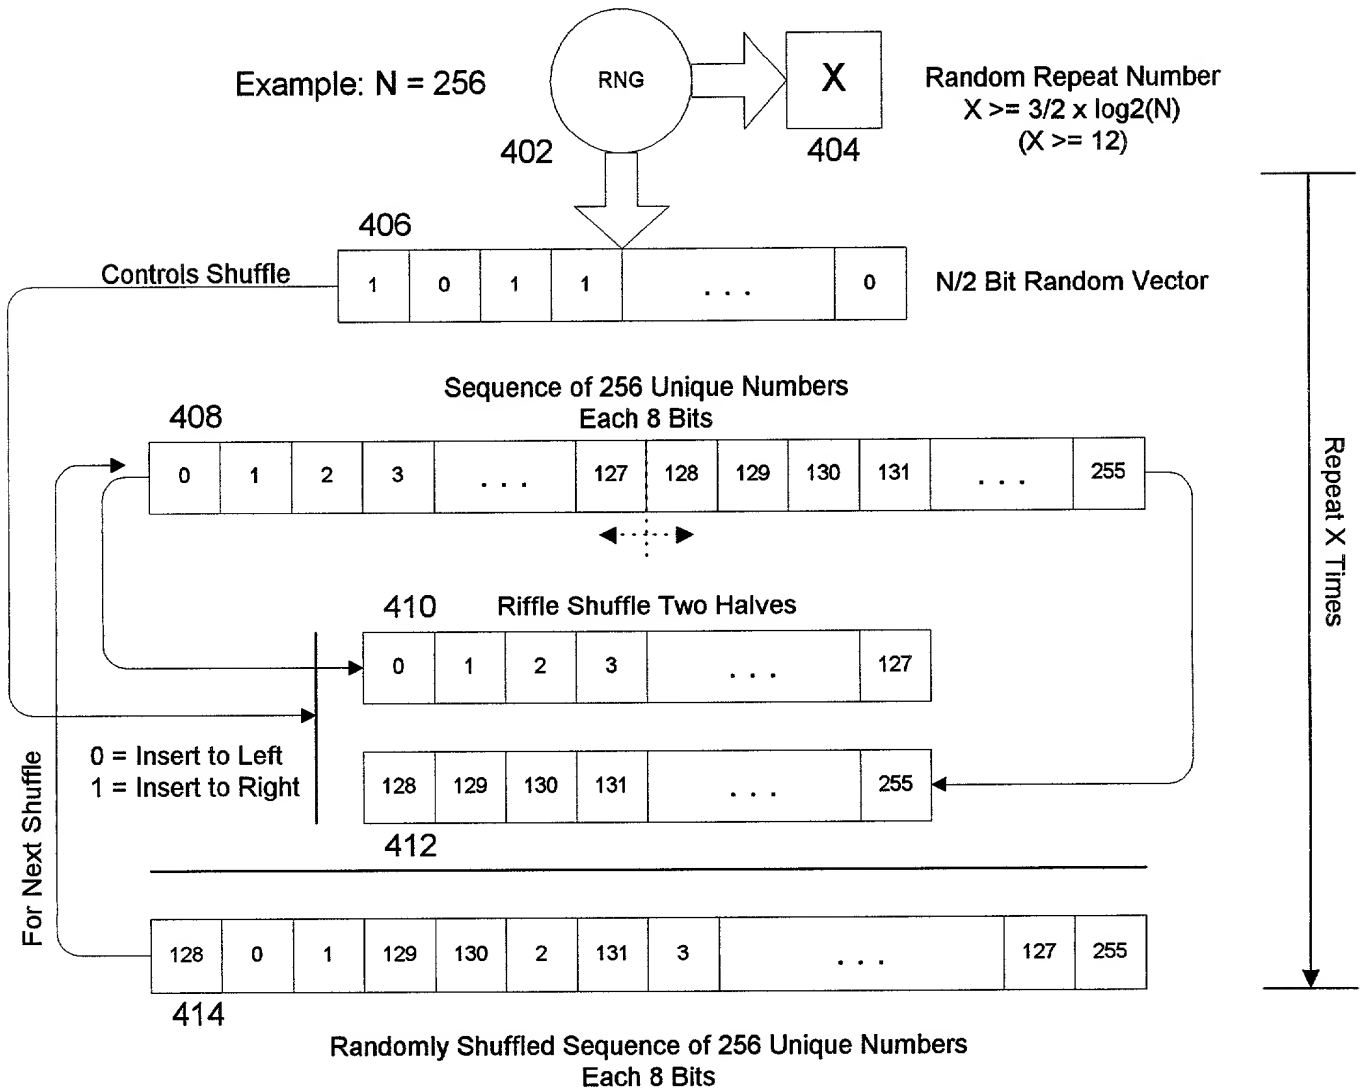 Example: N = 256
RNG
X
Random Repeat Number
X >= 3/2 x log2(N)
(X >= 12)
402
404
406
Controls Shuffle
1 0 1 1 . . . 0
N/2 Bit Random Vector
Sequence of 256 Unique Numbers
Each 8 Bits
408
0 1 2 3 . . . 127 128 129 130 131 . . . 255
Repeat X Times
410
Riffle Shuffle Two Halves
0 1 2 3 . . . 127
0 = Insert to Left
1 = Insert to Right
128 129 130 131 . . . 255
412
For Next Shuffle
128 0 1 129 130 2 131 3 . . . 127 255
414
Randomly Shuffled Sequence of 256 Unique Numbers
Each 8 Bits